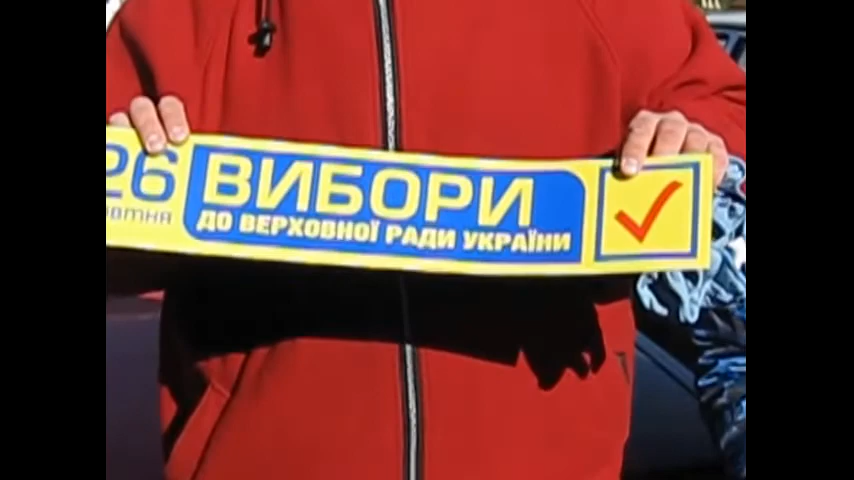 26
ВИБОРИ
ДО ВЕРХОВНОЇ РАДИ УКРАЇНИ